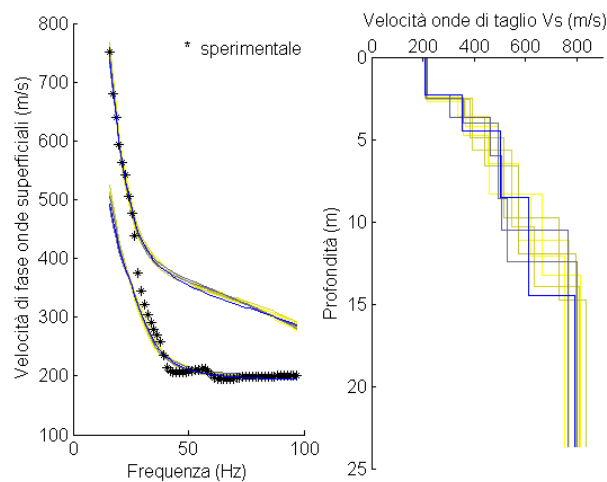 Velocità onde di taglio Vs (m/s)
0 200 400 600 800
* sperimentale
Velocità di fase onde superficiali (m/s)
800
700
600
500
400
300
200
100
0 50 100
Frequenza (Hz)
Profondità (m)
0
5
10
15
20
25